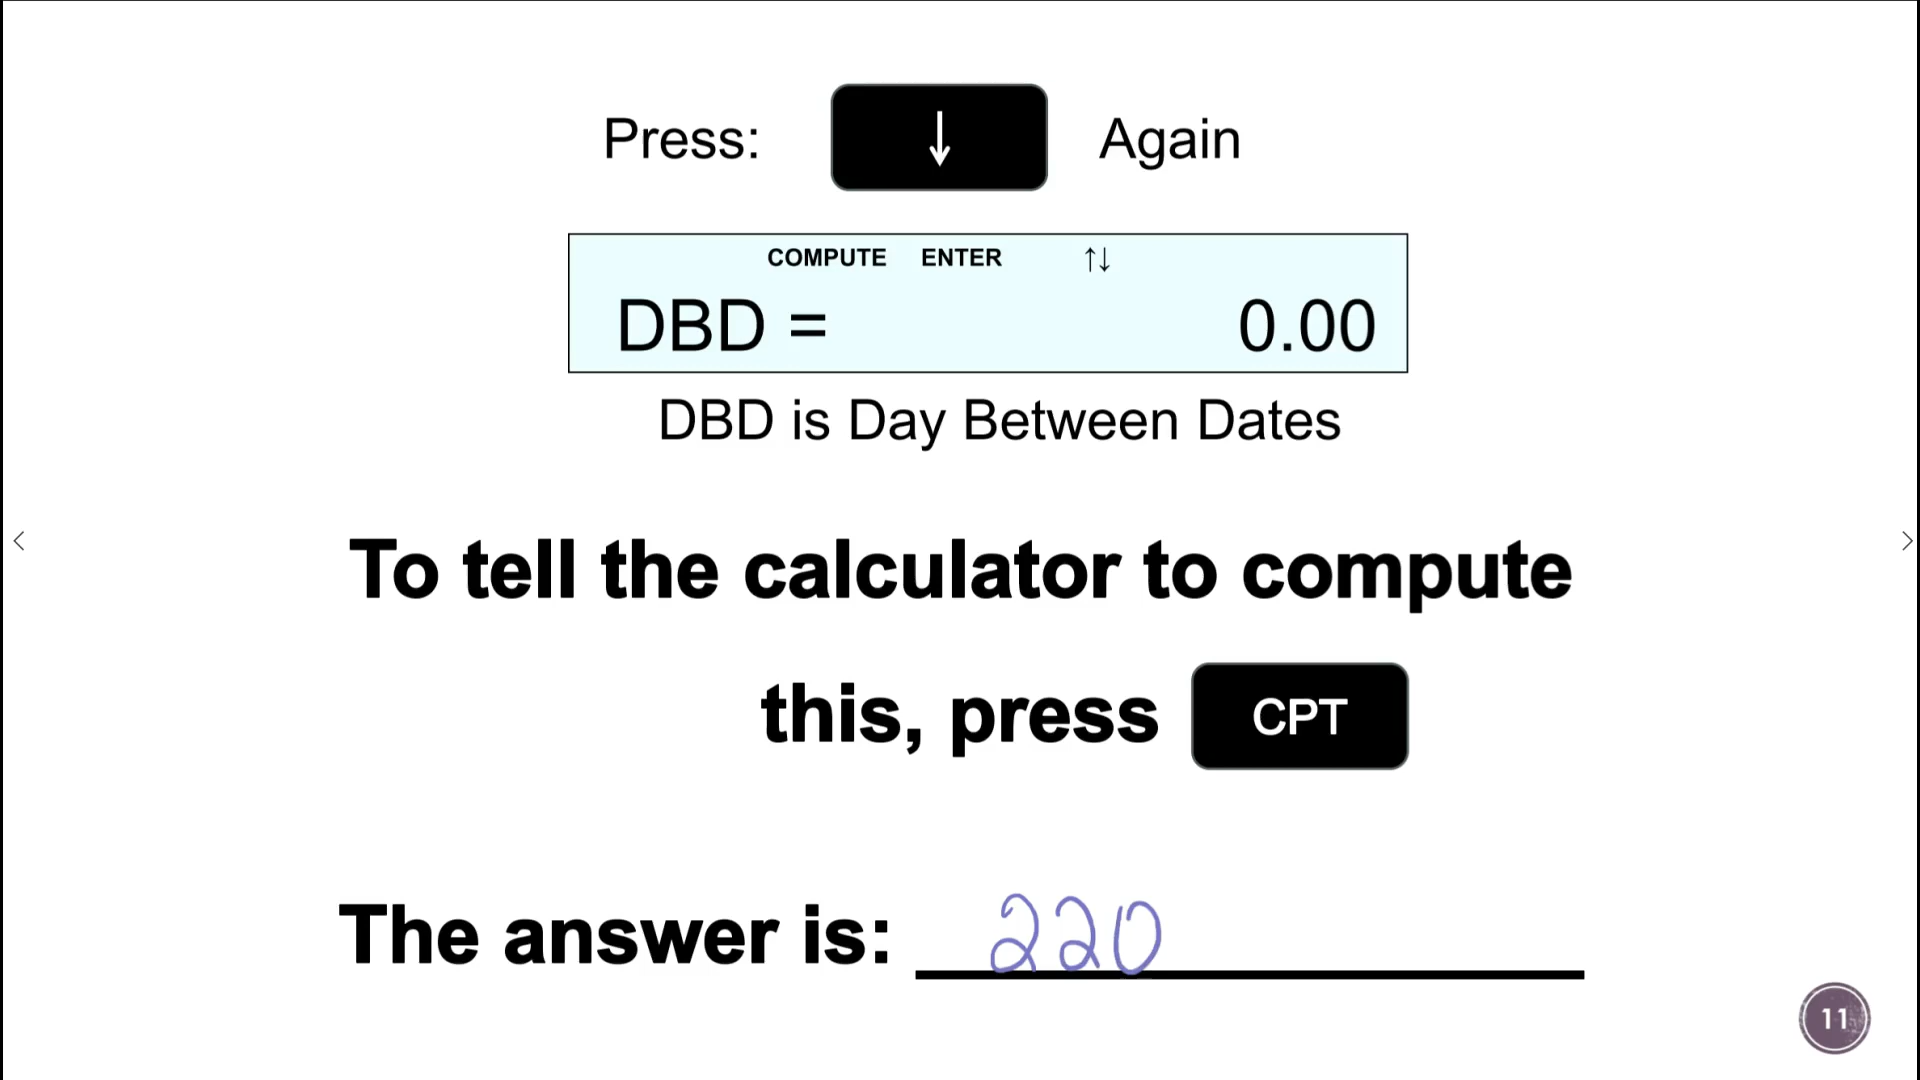 Press: ↓ Again
COMPUTE ENTER ↑↓
DBD = 0.00
DBD is Day Between Dates
To tell the calculator to compute
this, press CPT
The answer is: 220
11